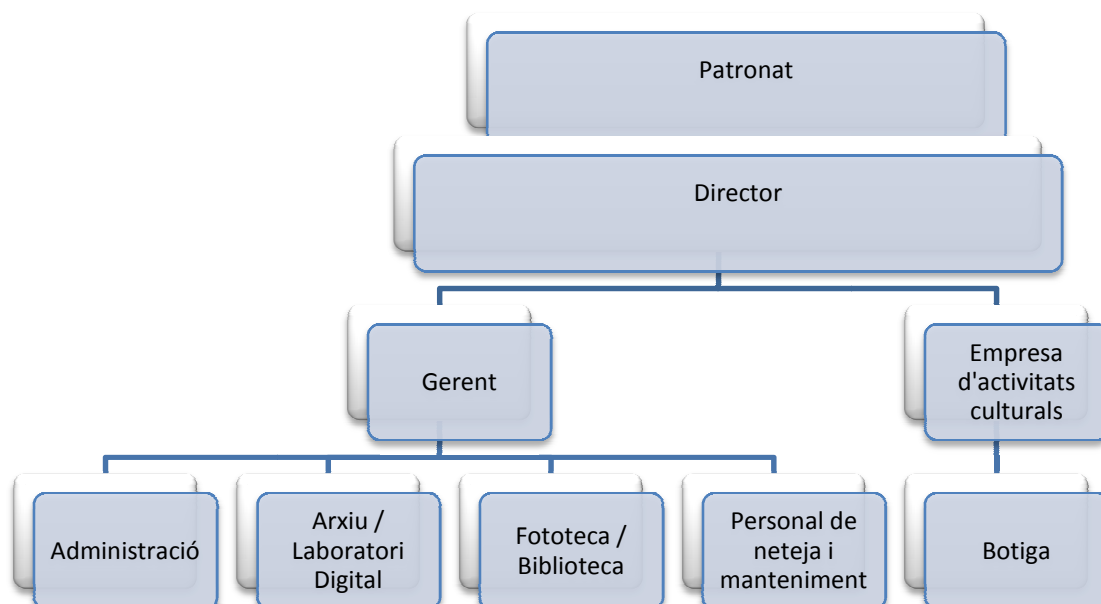 Patronat
Director
Gerent
Empresa
d'activitats
culturals
Administració
Arxiu /
Laboratori
Digital
Fototeca /
Biblioteca
Personal de
neteja i
manteniment
Botiga